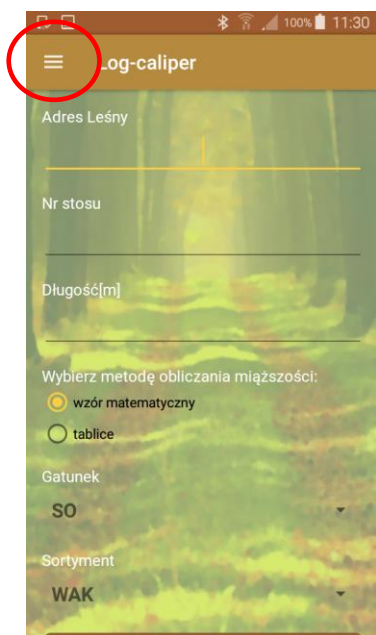 100% 11:30
Log-caliper
Adres Leśny
Nr stosu
Długość[m]
Wybierz metodę obliczania miąższości:
wzór matematyczny
tablice
Gatunek
SO
Sortyment
WAK